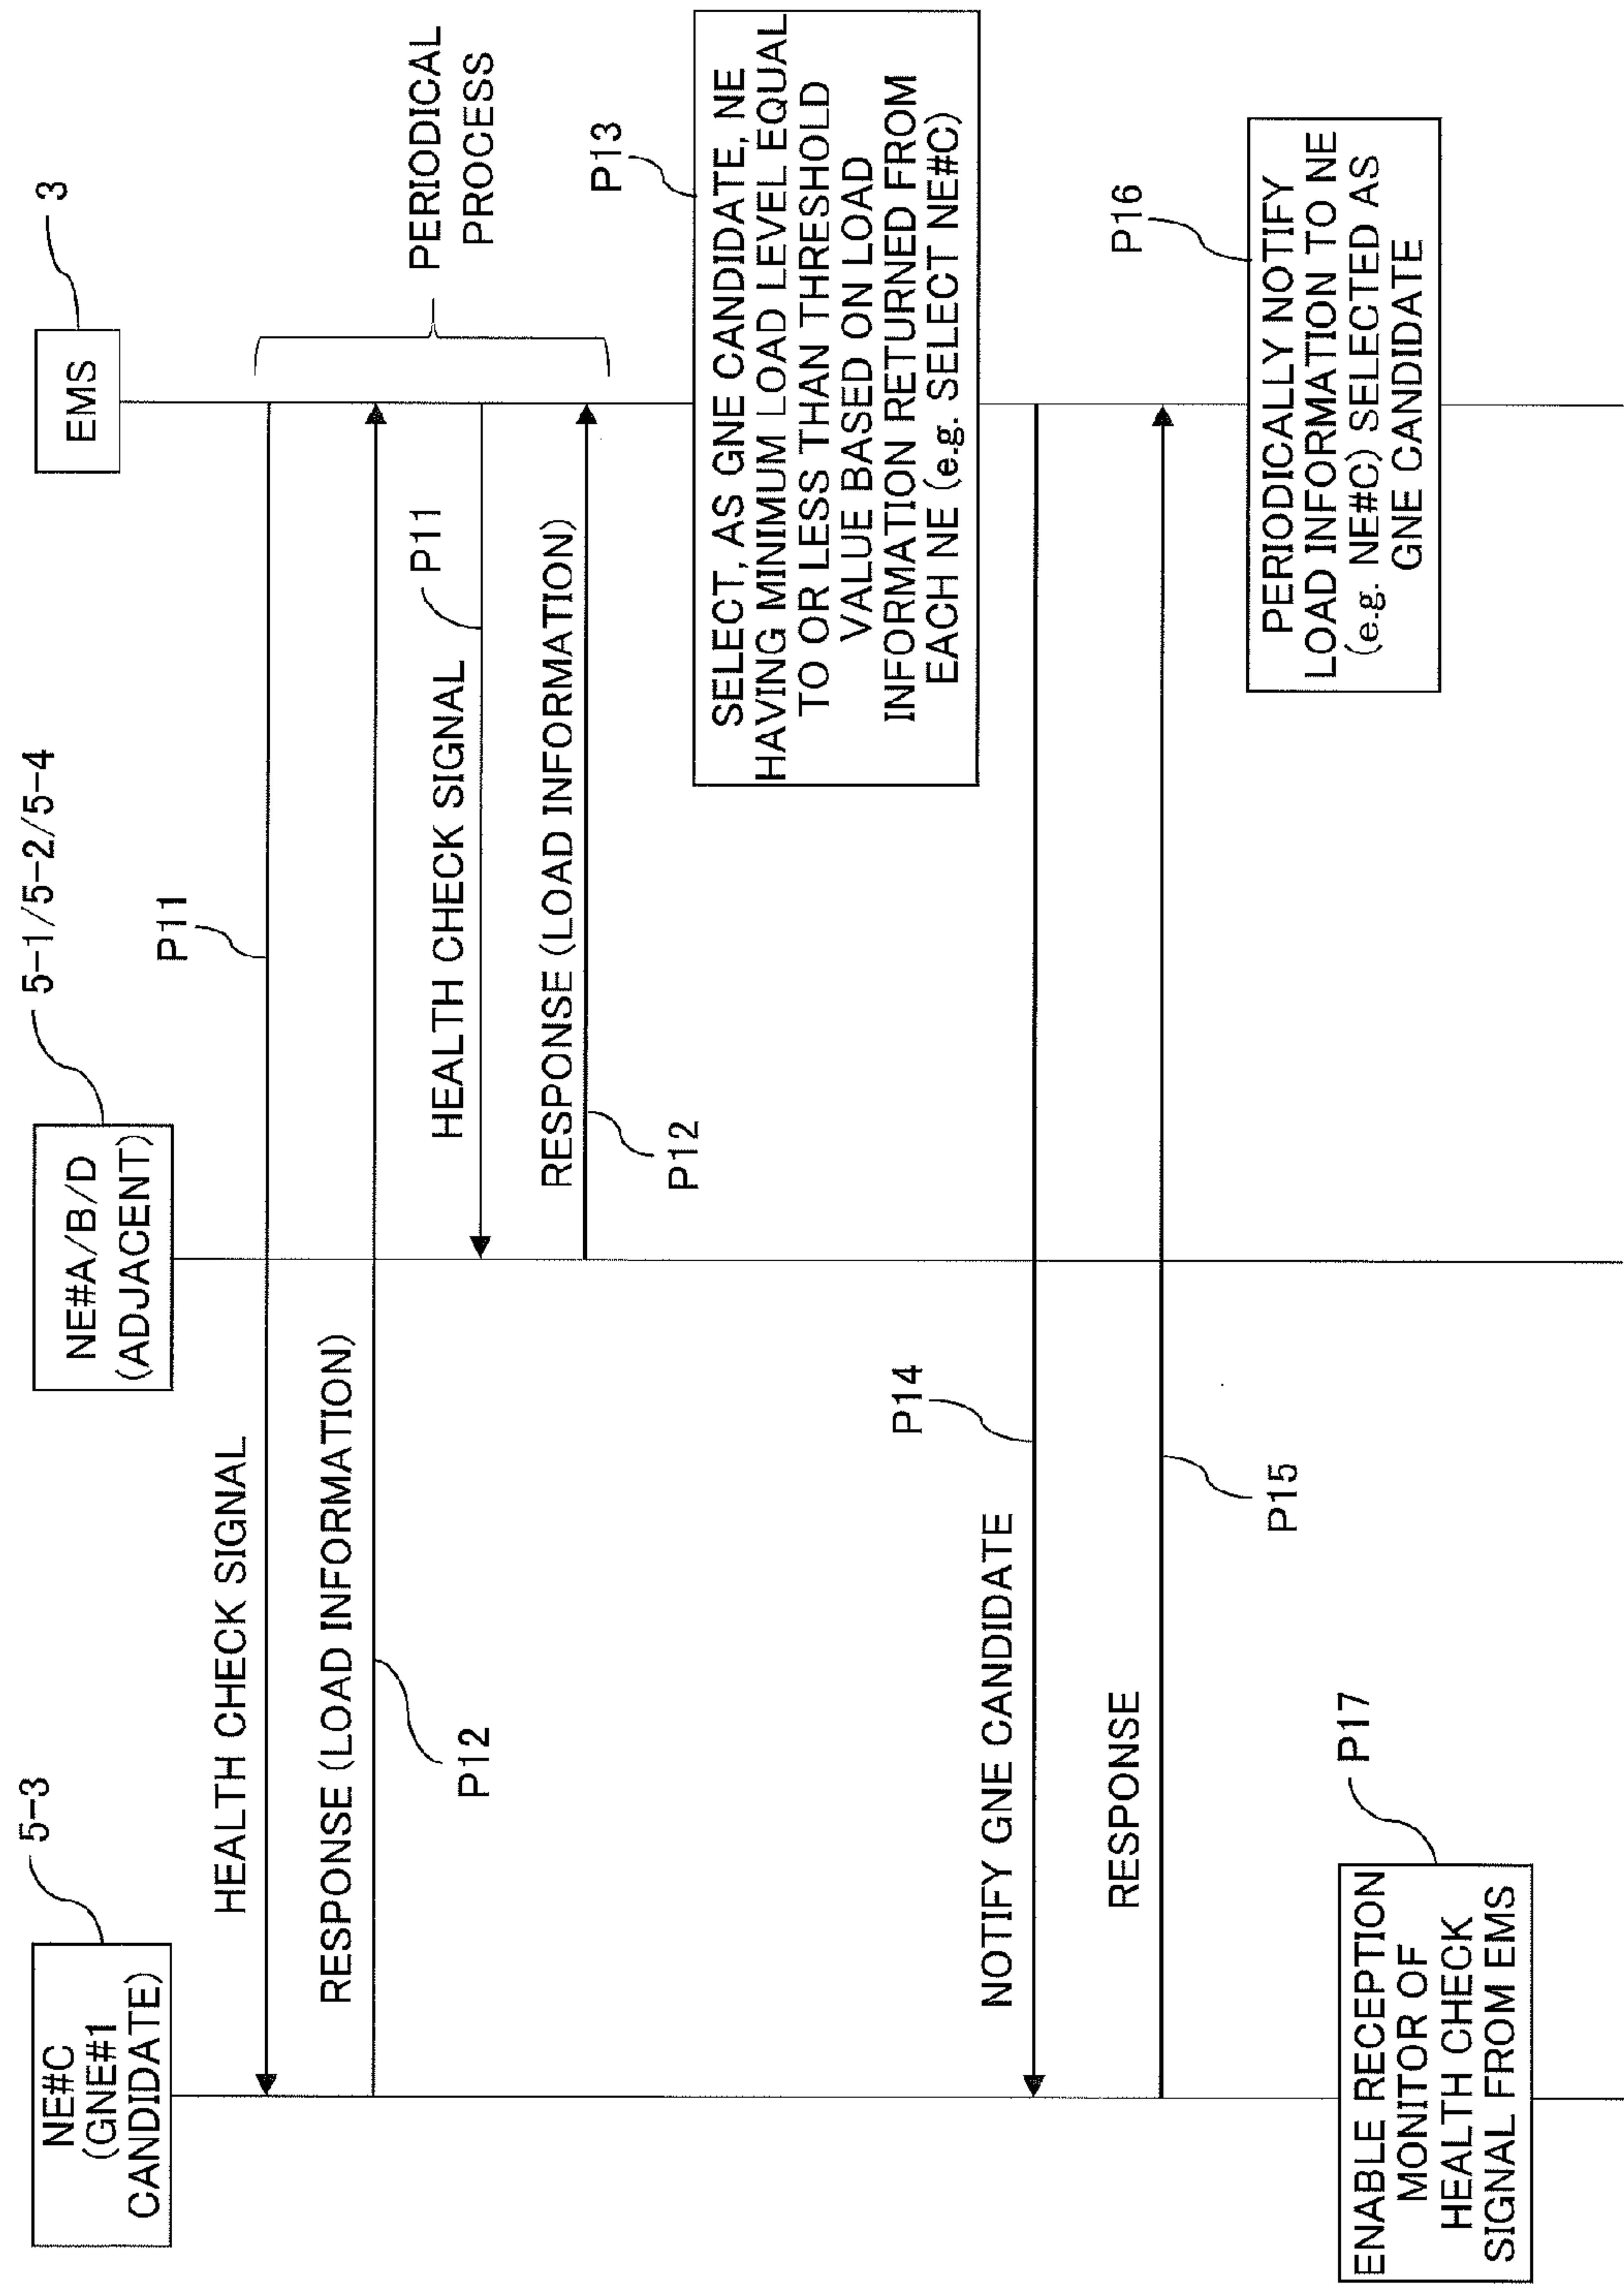 NE#C
(GNE#1
CANDIDATE)
5-3
NE#A/B/D
(ADJACENT)
5-1/5-2/5-4
EMS
3
HEALTH CHECK SIGNAL
P11
RESPONSE (LOAD INFORMATION)
P12
HEALTH CHECK SIGNAL
P11
RESPONSE (LOAD INFORMATION)
P12
PERIODICAL
PROCESS
P13
SELECT, AS GNE CANDIDATE, NE
HAVING MINIMUM LOAD LEVEL EQUAL
TO OR LESS THAN THRESHOLD
VALUE BASED ON LOAD
INFORMATION RETURNED FROM
EACH NE (e.g. SELECT NE#C)
NOTIFY GNE CANDIDATE
P14
RESPONSE
P15
P16
PERIODICALLY NOTIFY
LOAD INFORMATION TO NE
(e.g. NE#C) SELECTED AS
GNE CANDIDATE
P17
ENABLE RECEPTION
MONITOR OF
HEALTH CHECK
SIGNAL FROM EMS